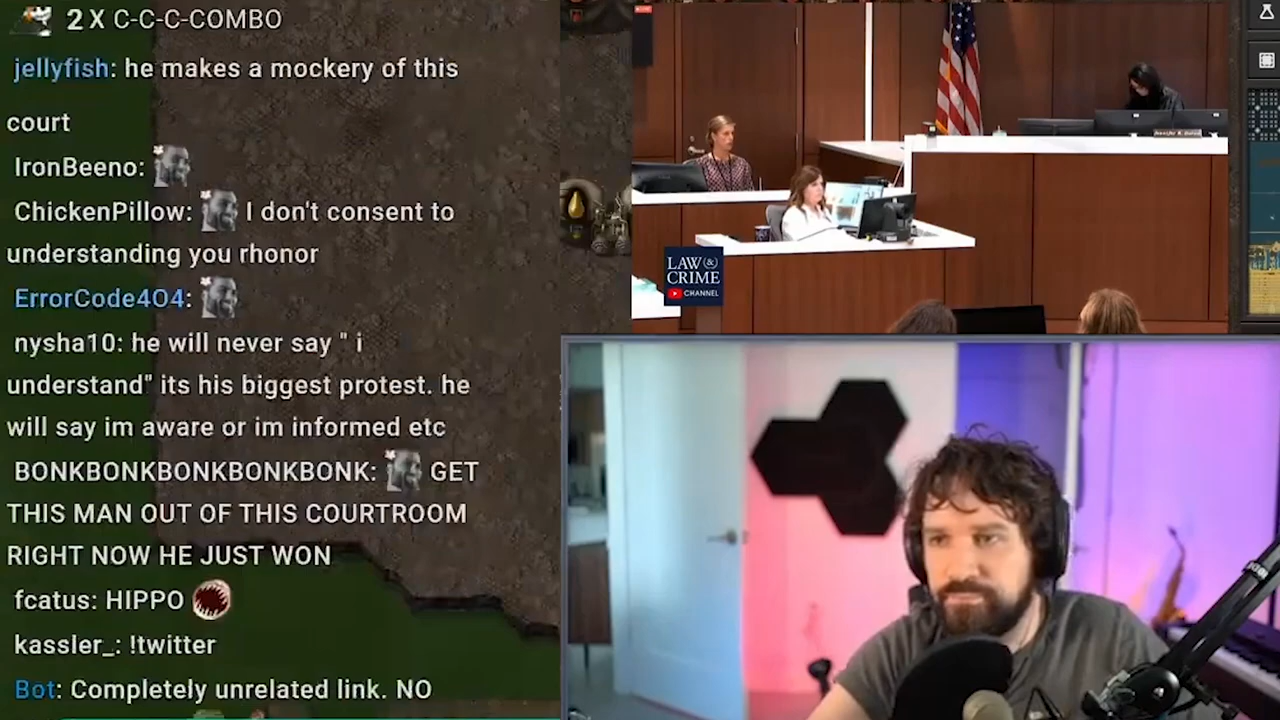 2 X C-C-C-COMBO
jellyfish: he makes a mockery of this
court
IronBeeno:
ChickenPillow: I don't consent to
understanding you rhonor
ErrorCode404:
nysha10: he will never say " i
understand" its his biggest protest. he
will say im aware or im informed etc
BONKBONKBONKBONKBONK: GET
THIS MAN OUT OF THIS COURTROOM
RIGHT NOW HE JUST WON
fcatus: HIPPO
kassler_: !twitter
Bot: Completely unrelated link. NO
LAW &
CRIME
CHANNEL